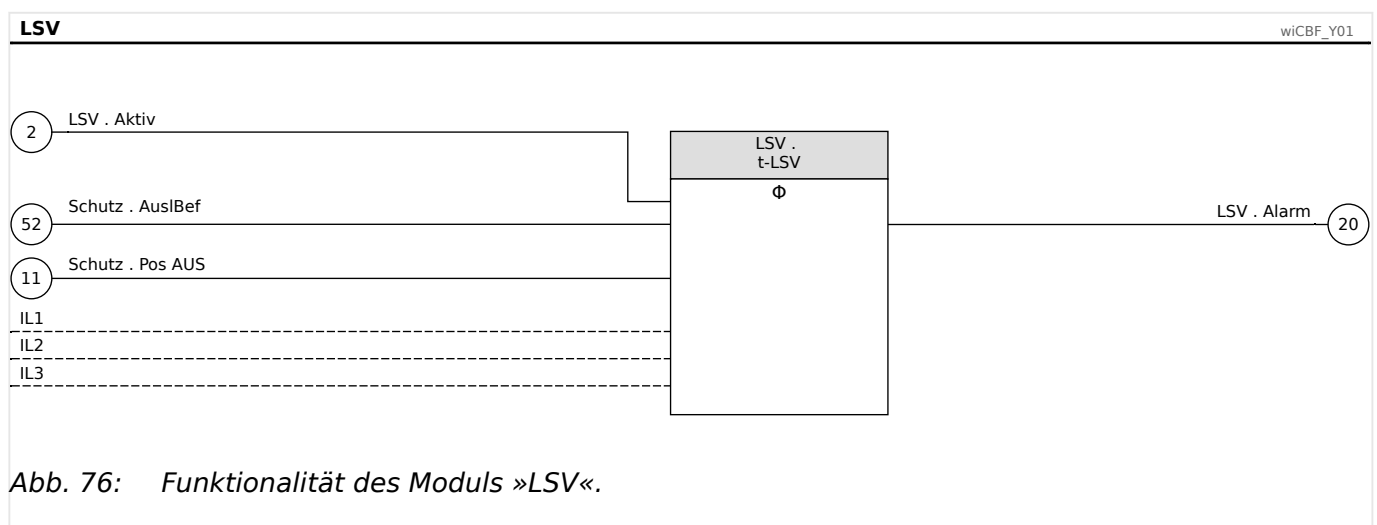 LSV
wiCBF_Y01
2
LSV . Aktiv
LSV .
t-LSV
Φ
52
Schutz . AuslBef
LSV . Alarm
20
11
Schutz . Pos AUS
IL1
IL2
IL3
Abb. 76: Funktionalität des Moduls »LSV«.